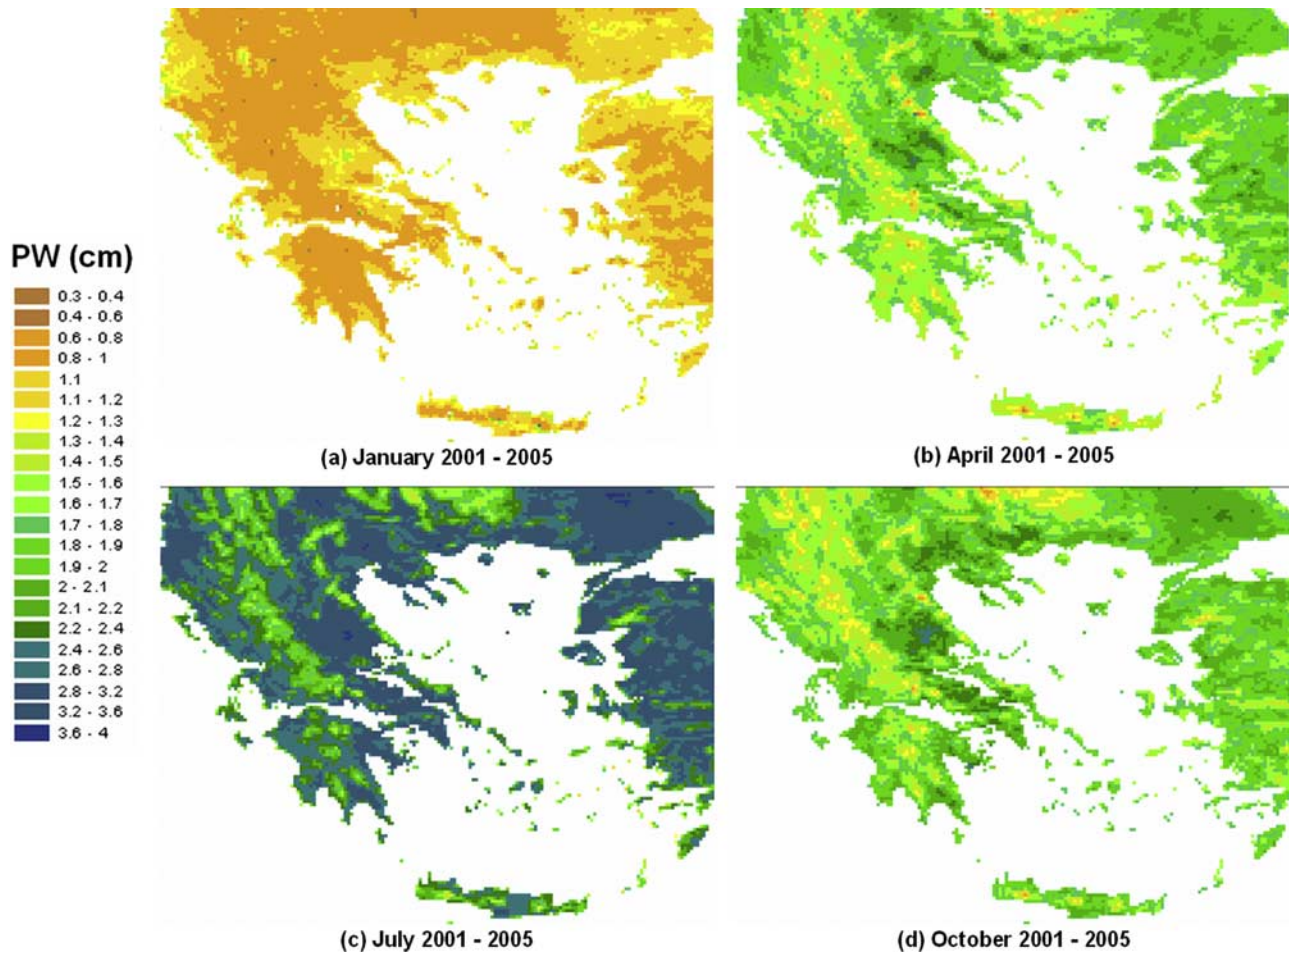 PW (cm)
0.3 - 0.4
0.4 - 0.6
0.6 - 0.8
0.8 - 1
1.1
1.1 - 1.2
1.2 - 1.3
1.3 - 1.4
1.4 - 1.5
1.5 - 1.6
1.6 - 1.7
1.7 - 1.8
1.8 - 1.9
1.9 - 2
2 - 2.1
2.1 - 2.2
2.2 - 2.4
2.4 - 2.6
2.6 - 2.8
2.8 - 3.2
3.2 - 3.6
3.6 - 4
(a) January 2001 - 2005
(b) April 2001 - 2005
(c) July 2001 - 2005
(d) October 2001 - 2005